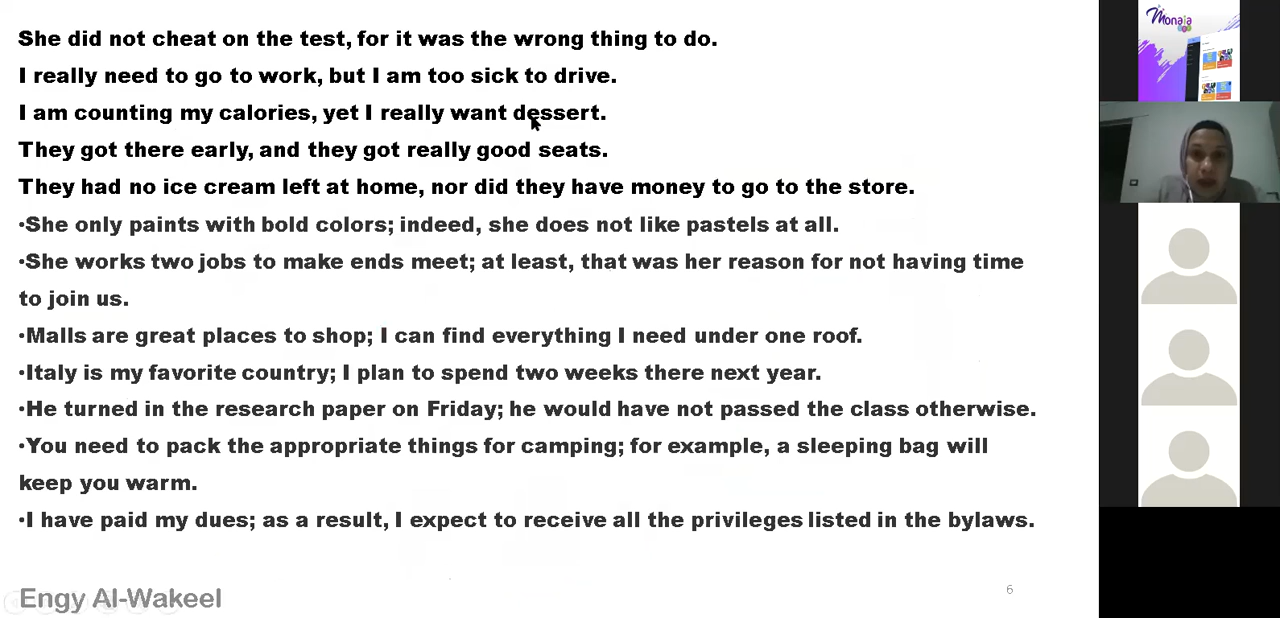 She did not cheat on the test, for it was the wrong thing to do.
I really need to go to work, but I am too sick to drive.
I am counting my calories, yet I really want dessert.
They got there early, and they got really good seats.
They had no ice cream left at home, nor did they have money to go to the store.
•She only paints with bold colors; indeed, she does not like pastels at all.
•She works two jobs to make ends meet; at least, that was her reason for not having time
to join us.
•Malls are great places to shop; I can find everything I need under one roof.
•Italy is my favorite country; I plan to spend two weeks there next year.
•He turned in the research paper on Friday; he would have not passed the class otherwise.
•You need to pack the appropriate things for camping; for example, a sleeping bag will
keep you warm.
•I have paid my dues; as a result, I expect to receive all the privileges listed in the bylaws.
Engy Al-Wakeel
6
Monaia